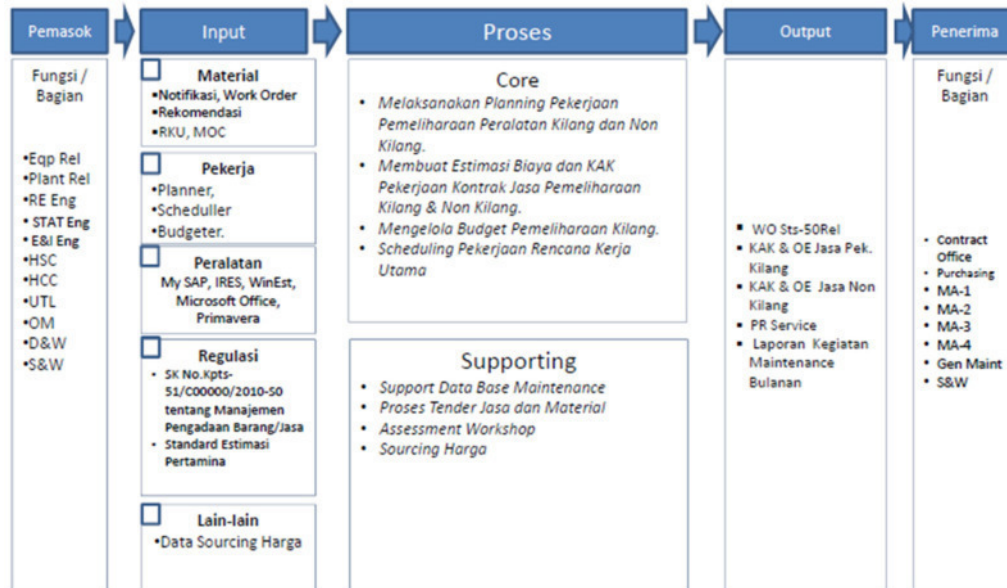 Pemasok
Input
Proses
Output
Penerima
Fungsi /
Bagian
•Eqp Rel
•Plant Rel
•RE Eng
• STAT Eng
• E&I Eng
•HSC
•HCC
•UTL
•OM
•D&W
•S&W
Material
▪Notifikasi, Work Order
▪Rekomendasi
▪RKU, MOC
Pekerja
•Planner,
•Scheduller
•Budgeter.
Peralatan
My SAP, IRES, WinEst,
Microsoft Office,
Primavera
Regulasi
• SK No.Kpts-
51/C00000/2010-S0
tentang Manajemen
Pengadaan Barang/Jasa
• Standard Estimasi
Pertamina
Lain-lain
•Data Sourcing Harga
Core
• Melaksanakan Planning Pekerjaan
Pemeliharaan Peralatan Kilang dan Non
Kilang.
• Membuat Estimasi Biaya dan KAK
Pekerjaan Kontrak Jasa Pemeliharaan
Kilang & Non Kilang.
• Mengelola Budget Pemeliharaan Kilang.
• Scheduling Pekerjaan Rencana Kerja
Utama
Supporting
• Support Data Base Maintenance
• Proses Tender Jasa dan Material
• Assessment Workshop
• Sourcing Harga
▪ WO Sts-50Rel
▪ KAK & OE Jasa Pek.
Kilang
▪ KAK & OE Jasa Non
Kilang
▪ PR Service
▪ Laporan Kegiatan
Maintenance
Bulanan
Fungsi /
Bagian
• Contract
Office
• Purchasing
• MA-1
• MA-2
• MA-3
• MA-4
• Gen Maint
• S&W